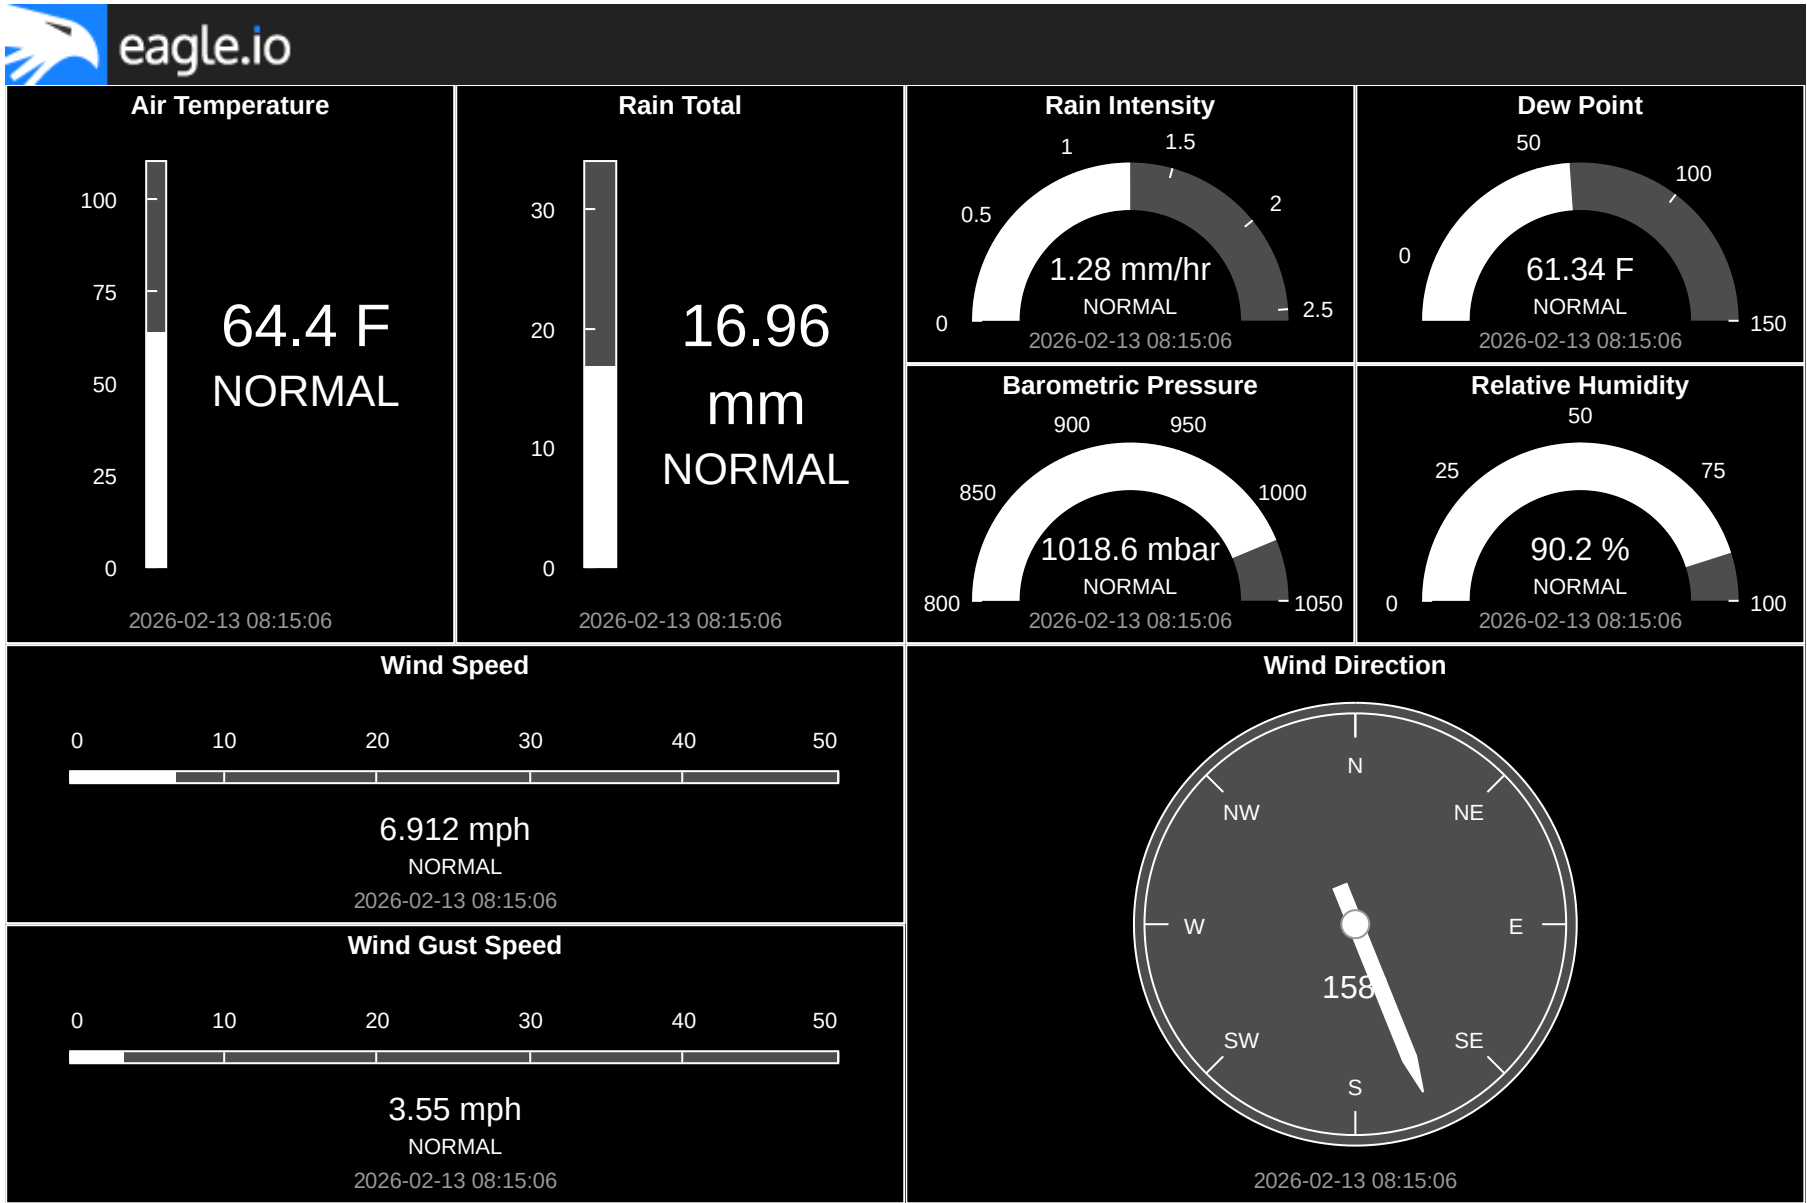 eagle.io
Air Temperature
100
75
50
25
0
64.4 F
NORMAL
2026-02-13 08:15:06
Rain Total
30
20
10
0
16.96
mm
NORMAL
2026-02-13 08:15:06
Rain Intensity
0
0.5
1
1.5
2
2.5
1.28 mm/hr
NORMAL
2026-02-13 08:15:06
Dew Point
0
50
100
150
61.34 F
NORMAL
2026-02-13 08:15:06
Barometric Pressure
800
850
900
950
1000
1050
1018.6 mbar
NORMAL
2026-02-13 08:15:06
Relative Humidity
0
25
50
75
100
90.2 %
NORMAL
2026-02-13 08:15:06
Wind Speed
0 10 20 30 40 50
6.912 mph
NORMAL
2026-02-13 08:15:06
Wind Gust Speed
0 10 20 30 40 50
3.55 mph
NORMAL
2026-02-13 08:15:06
Wind Direction
N
NW NE
W E
158
SW SE
S
2026-02-13 08:15:06